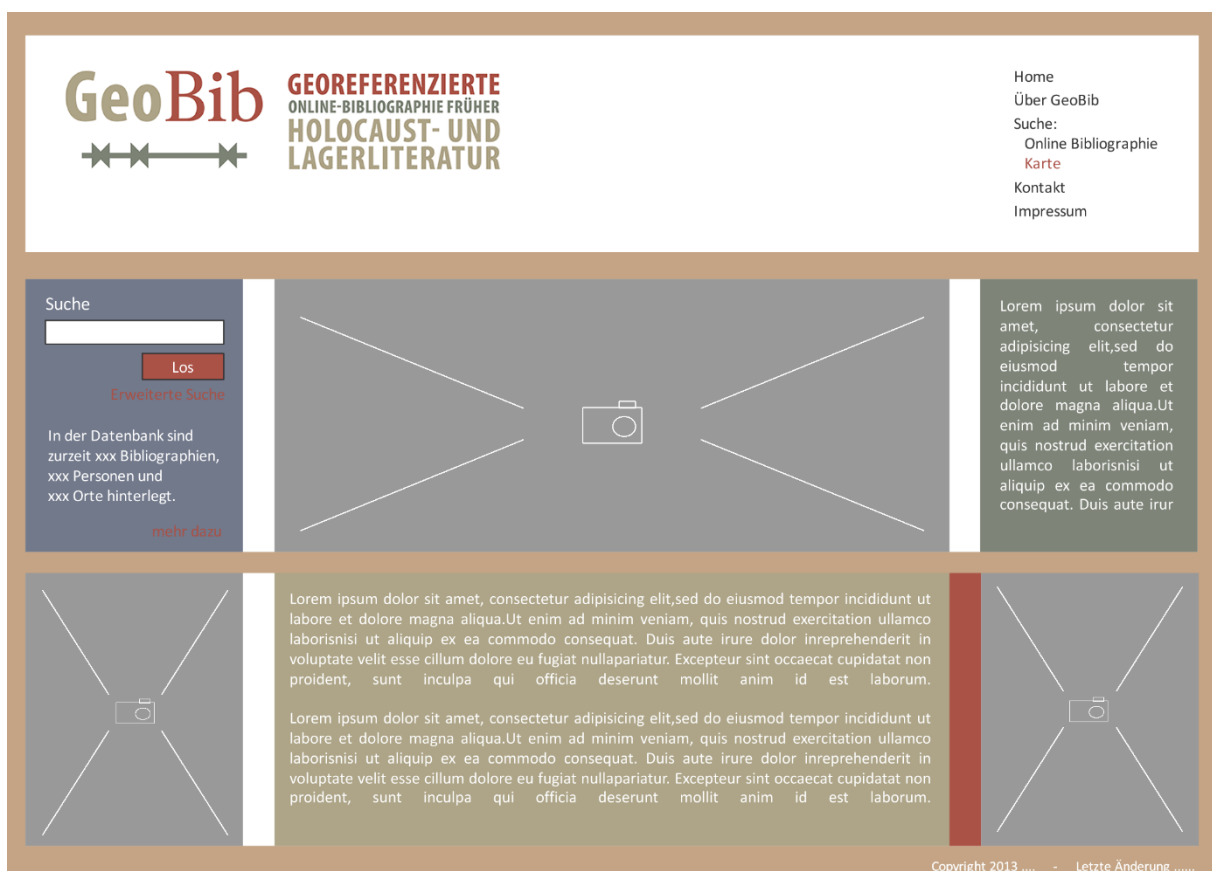 GeoBib
GEOREFERENZIERTE
ONLINE-BIBLIOGRAPHIE FRÜHER
HOLOCAUST- UND
LAGERLITERATUR
Home
Über GeoBib
Suche:
Online Bibliographie
Karte
Kontakt
Impressum
Suche
Los
Erweiterte Suche
In der Datenbank sind
zurzeit xxx Bibliographien,
xxx Personen und
xxx Orte hinterlegt.
mehr dazu
Lorem ipsum dolor sit
amet, consectetur
adipisicing elit,sed do
eiusmod tempor
incididunt ut labore et
dolore magna aliqua.Ut
enim ad minim veniam,
quis nostrud exercitation
ullamco laborisnisi ut
aliquip ex ea commodo
consequat. Duis aute irur
Lorem ipsum dolor sit amet, consectetur adipisicing elit,sed do eiusmod tempor incididunt ut
labore et dolore magna aliqua.Ut enim ad minim veniam, quis nostrud exercitation ullamco
laborisnisi ut aliquip ex ea commodo consequat. Duis aute irure dolor inreprehenderit in
voluptate velit esse cillum dolore eu fugiat nullapariatur. Excepteur sint occaecat cupidatat non
proident, sunt inculpa qui officia deserunt mollit anim id est laborum.
Lorem ipsum dolor sit amet, consectetur adipisicing elit,sed do eiusmod tempor incididunt ut
labore et dolore magna aliqua.Ut enim ad minim veniam, quis nostrud exercitation ullamco
laborisnisi ut aliquip ex ea commodo consequat. Duis aute irure dolor inreprehenderit in
voluptate velit esse cillum dolore eu fugiat nullapariatur. Excepteur sint occaecat cupidatat non
proident, sunt inculpa qui officia deserunt mollit anim id est laborum.
Copyright 2013 .... - Letzte Änderung ......